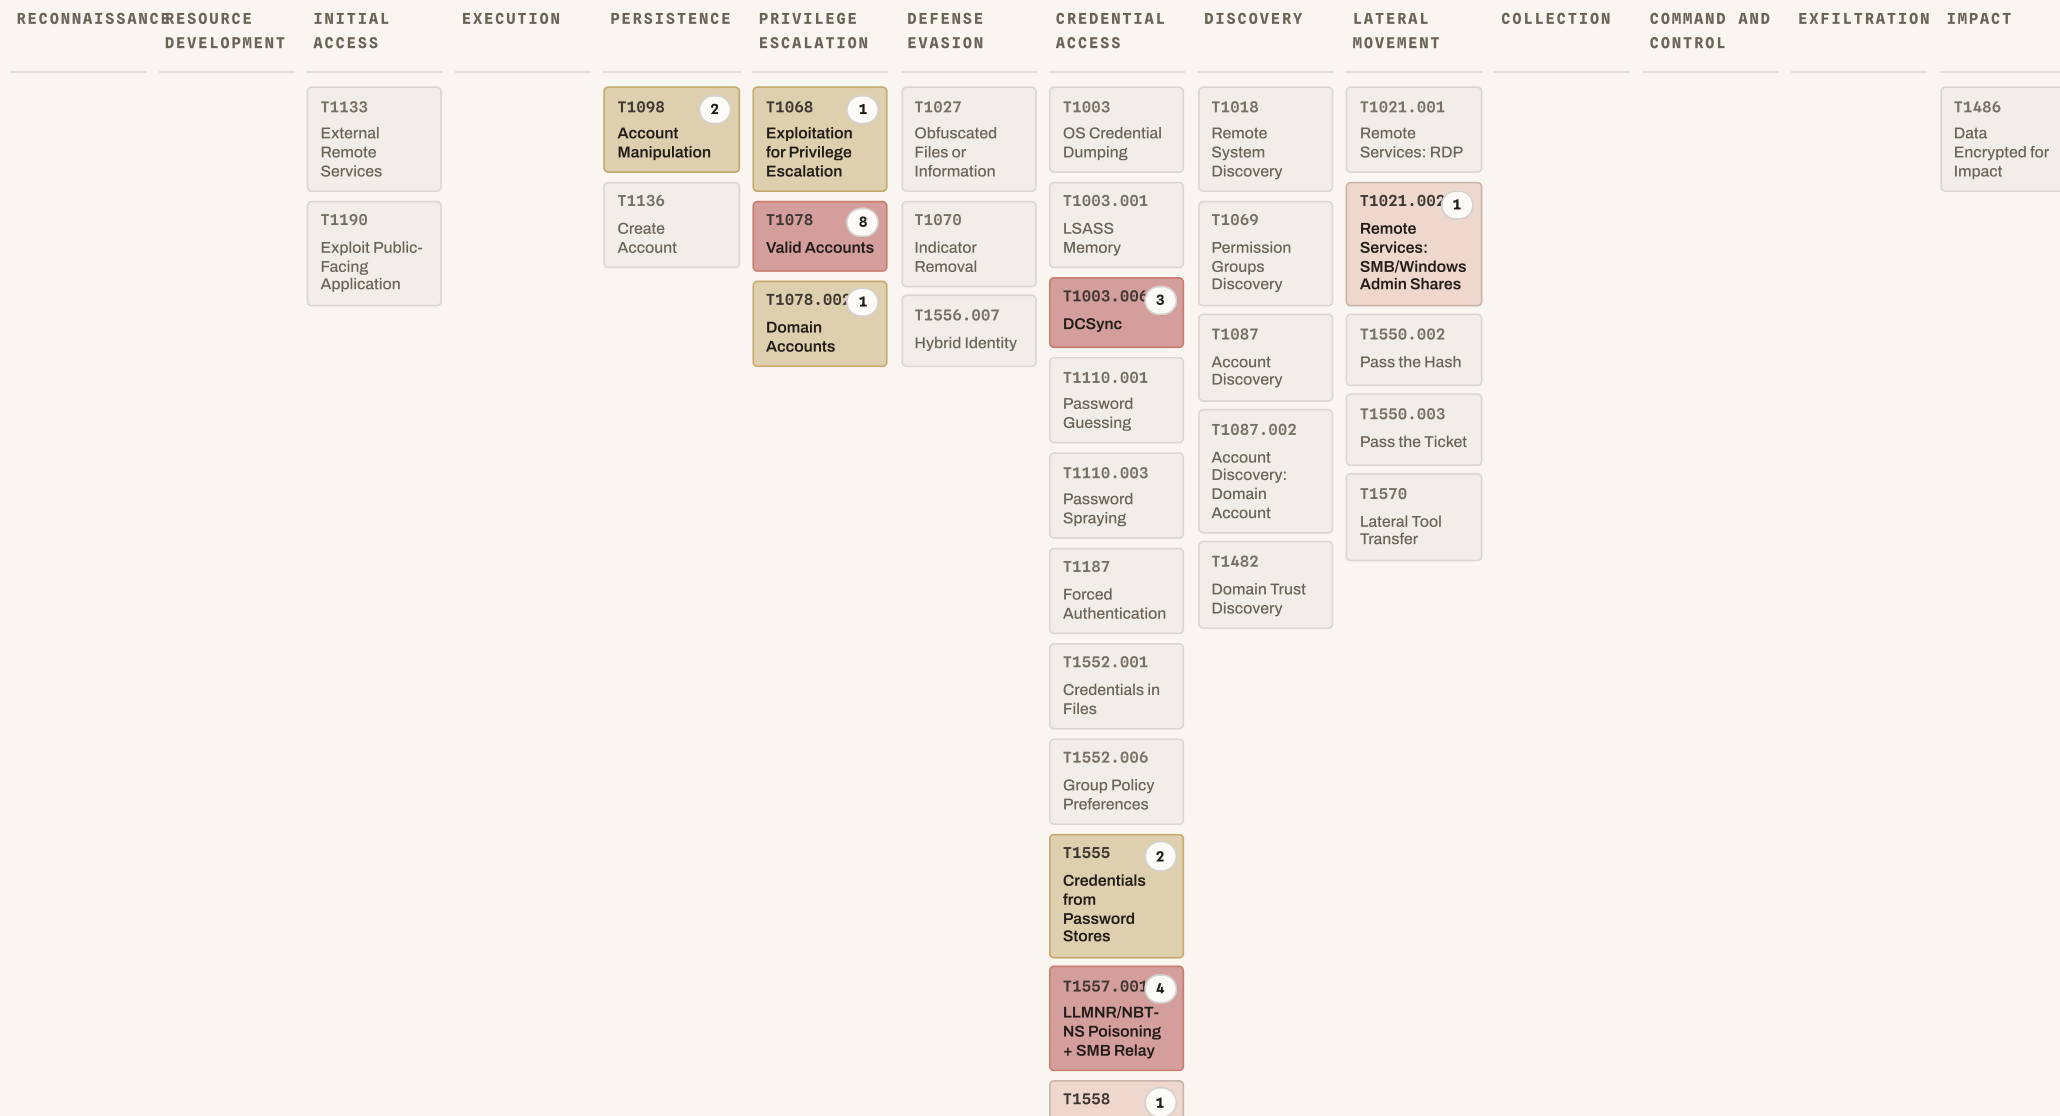 RECONNAISSANCE
RESOURCE
DEVELOPMENT
INITIAL
ACCESS
EXECUTION
PERSISTENCE
PRIVILEGE
ESCALATION
DEFENSE
EVASION
CREDENTIAL
ACCESS
DISCOVERY
LATERAL
MOVEMENT
COLLECTION
COMMAND AND
CONTROL
EXFILTRATION
IMPACT
T1133
External
Remote
Services
T1190
Exploit Public-
Facing
Application
T1098
2
Account
Manipulation
T1136
Create
Account
T1068
1
Exploitation
for Privilege
Escalation
T1078
8
Valid Accounts
T1078.002
1
Domain
Accounts
T1027
Obfuscated
Files or
Information
T1070
Indicator
Removal
T1556.007
Hybrid Identity
T1003
OS Credential
Dumping
T1003.001
LSASS
Memory
T1003.006
3
DCSync
T1110.001
Password
Guessing
T1110.003
Password
Spraying
T1187
Forced
Authentication
T1552.001
Credentials in
Files
T1552.006
Group Policy
Preferences
T1555
2
Credentials
from
Password
Stores
T1557.001
4
LLMNR/NBT-
NS Poisoning
+ SMB Relay
T1558
1
T1018
Remote
System
Discovery
T1069
Permission
Groups
Discovery
T1087
Account
Discovery
T1087.002
Account
Discovery:
Domain
Account
T1482
Domain Trust
Discovery
T1021.001
Remote
Services: RDP
T1021.002
1
Remote
Services:
SMB/Windows
Admin Shares
T1550.002
Pass the Hash
T1550.003
Pass the Ticket
T1570
Lateral Tool
Transfer
T1486
Data
Encrypted for
Impact